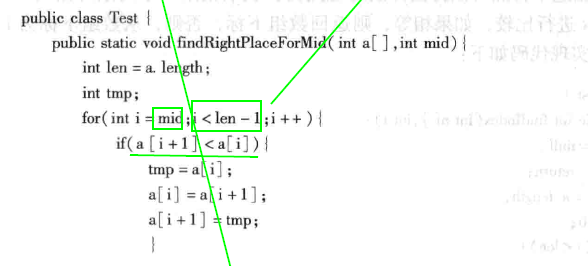 public class Test {
public static void findRightPlaceForMid( int a[ ] ,int mid) {
int len = a. length;
int tmp;
for( int i = mid;i < len - 1;i ++ ) {
if( a [ i + 1 ] < a[ i ] ) {
tmp = a[ i ] ;
a[ i ] = a[ i + 1 ] ;
a[ i + 1 ] = tmp;
}